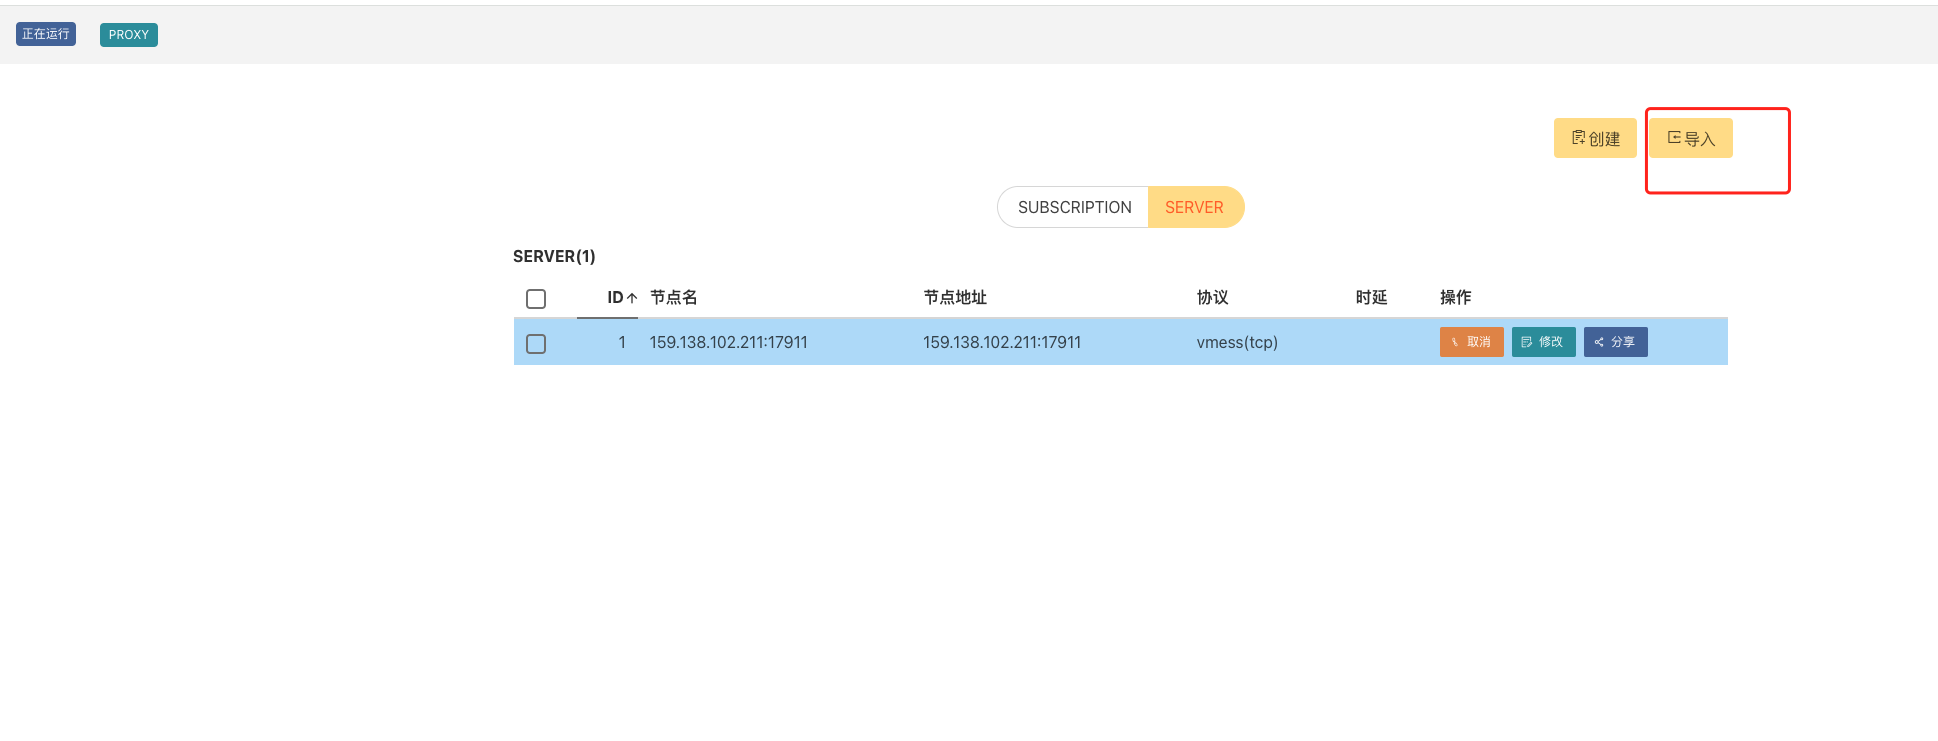 正在运行 PROXY
创建 导入
SUBSCRIPTION SERVER
SERVER(1)
ID 节点名 节点地址 协议 时延 操作
1 159.138.102.211:17911 159.138.102.211:17911 vmess(tcp) 取消 修改 分享